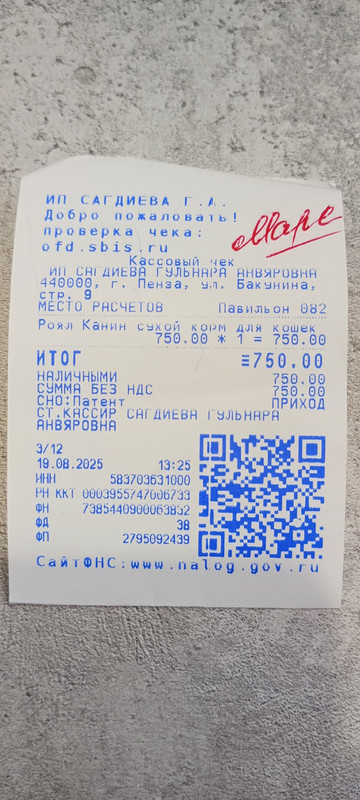 ИП САГДИЕВА Г.А.
Добро пожаловать!
проверка чека:
ofd.sbis.ru
Марс
Кассовый чек
ИП САГДИЕВА ГУЛЬНАРА АНВЯРОВНА
440000, г. Пенза, ул. Бакунина,
стр. 9
МЕСТО РАСЧЕТОВ Павильон 082
Роял Канин сухой корм для кошек
750.00 * 1 = 750.00
ИТОГ =750.00
НАЛИЧНЫМИ 750.00
СУММА БЕЗ НДС 750.00
СНО:Патент ПРИХОД
СТ.КАССИР САГДИЕВА ГУЛЬНАРА
АНВЯРОВНА
3/12
19.08.2025 13:25
ИНН 583703631000
РН ККТ 0003955747006733
ФН 7385440900063852
ФД 38
ФП 2795092439
СайтФНС:www.nalog.gov.ru